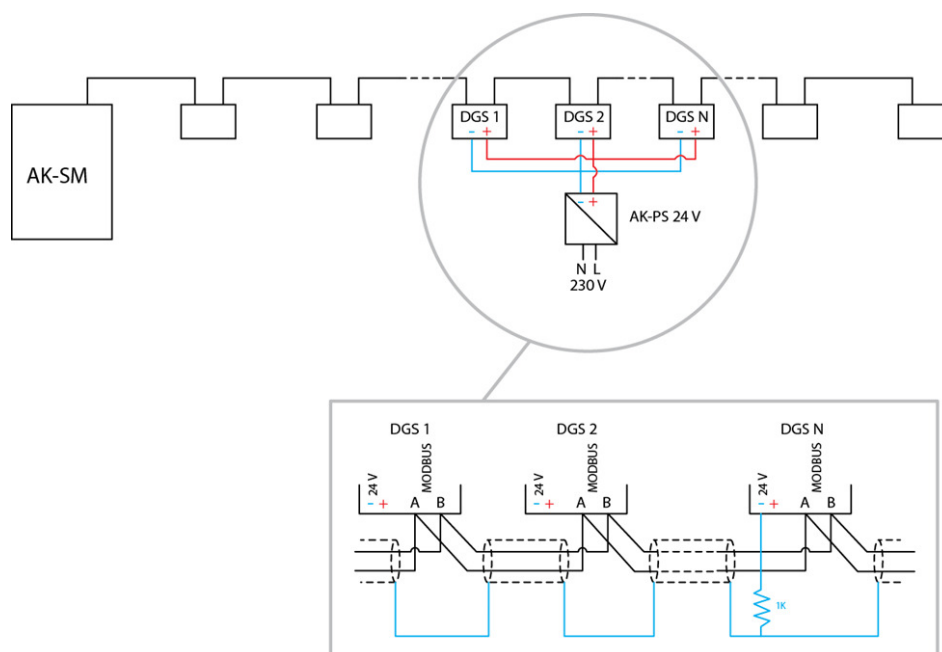 DGS 1
DGS 2
DGS N
- +
- +
- +
AK-SM
- +
AK-PS 24 V
N L
230 V
DGS 1
DGS 2
DGS N
24 V
- +
MODBUS
A B
24 V
- +
MODBUS
A B
24 V
- +
MODBUS
A B
1K